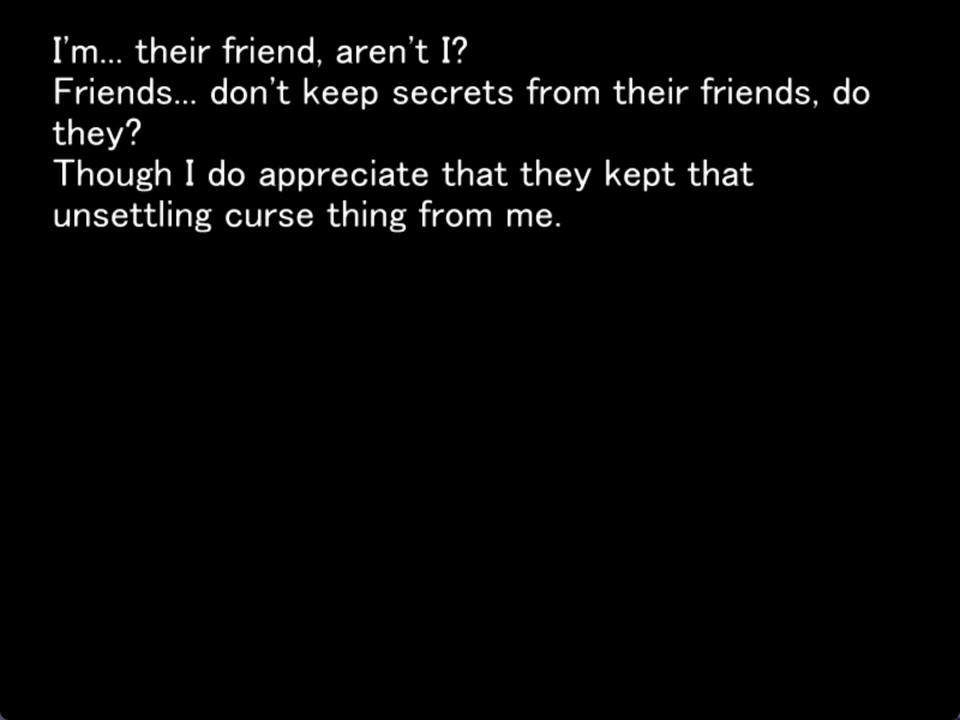 I'm... their friend, aren't I?
Friends... don't keep secrets from their friends, do
they?
Though I do appreciate that they kept that
unsettling curse thing from me.